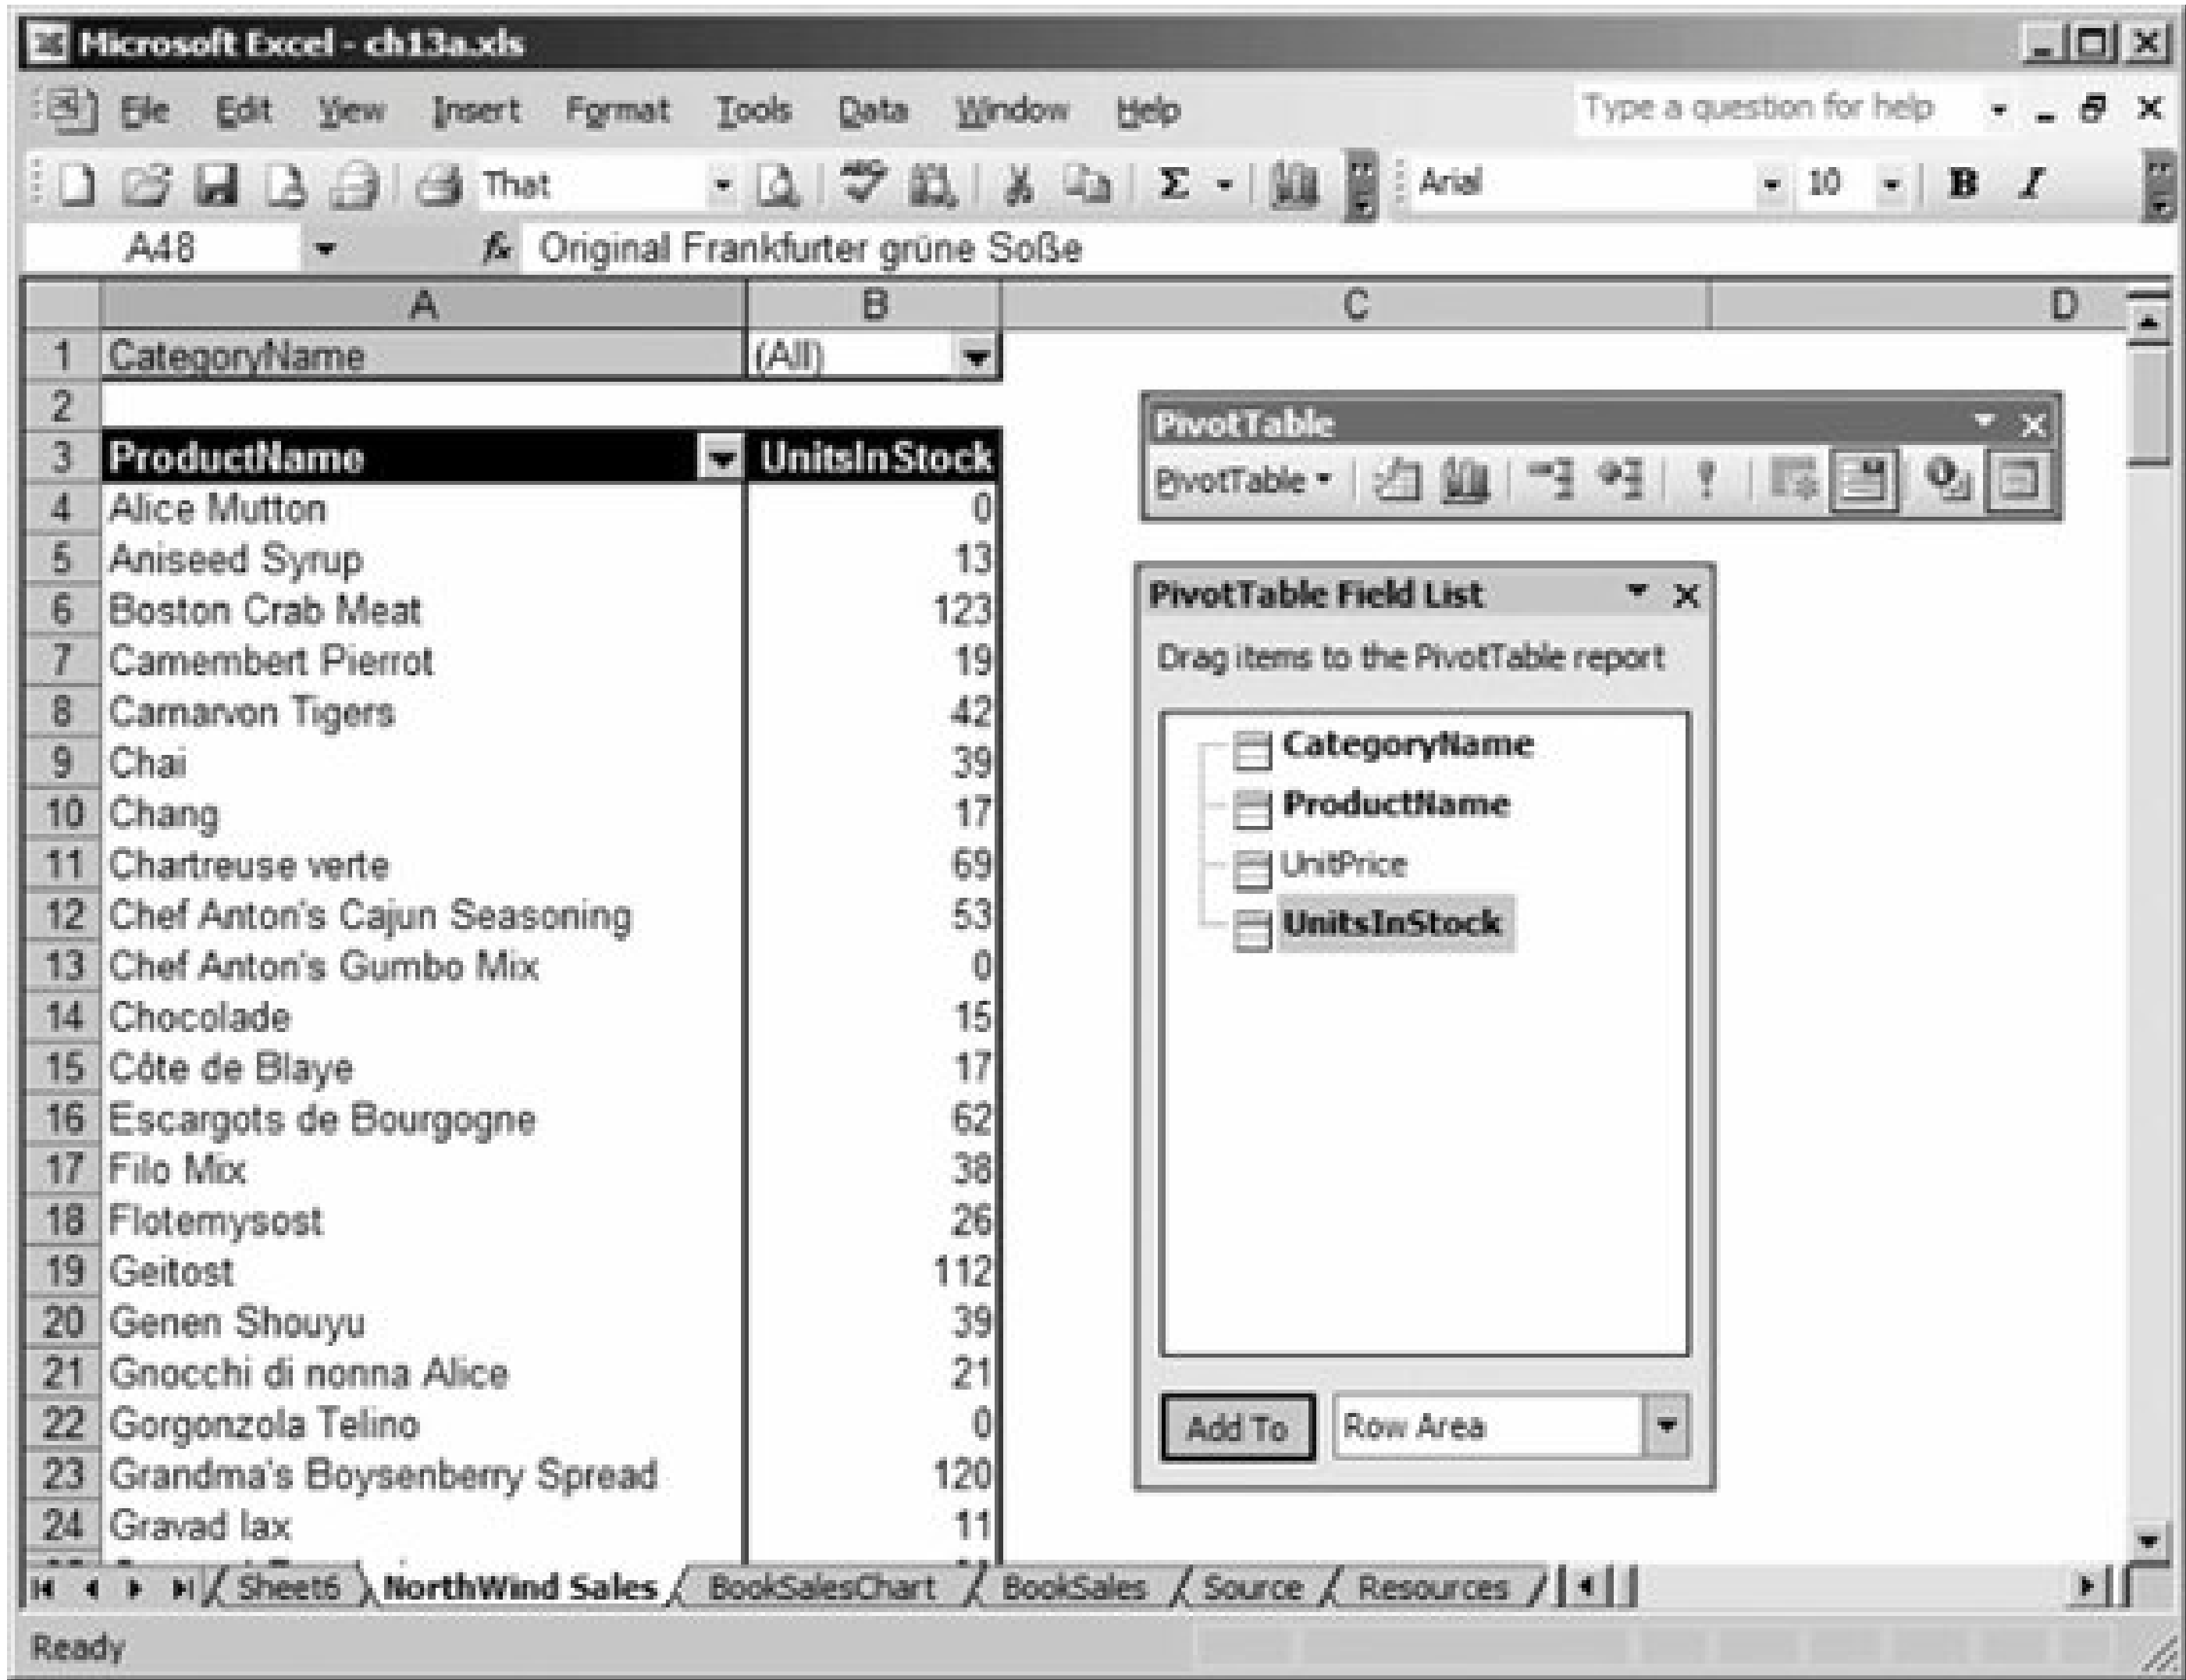 Microsoft Excel - ch13a.xls
File Edit View Insert Format Tools Data Window Help Type a question for help
That Σ Arial 10 B I
A48 fx Original Frankfurter grüne Soße
A B C D
1 CategoryName (All)
2
3 ProductName UnitsInStock
4 Alice Mutton 0
5 Aniseed Syrup 13
6 Boston Crab Meat 123
7 Camembert Pierrot 19
8 Carnarvon Tigers 42
9 Chai 39
10 Chang 17
11 Chartreuse verte 69
12 Chef Anton's Cajun Seasoning 53
13 Chef Anton's Gumbo Mix 0
14 Chocolade 15
15 Côte de Blaye 17
16 Escargots de Bourgogne 62
17 Filo Mix 38
18 Fløtemysost 26
19 Geitost 112
20 Genen Shouyu 39
21 Gnocchi di nonna Alice 21
22 Gorgonzola Telino 0
23 Grandma's Boysenberry Spread 120
24 Gravad lax 11
PivotTable
PivotTable
PivotTable Field List
Drag items to the PivotTable report
CategoryName
ProductName
UnitPrice
UnitsInStock
Add To Row Area
Sheet6 NorthWind Sales BookSalesChart BookSales Source Resources
Ready